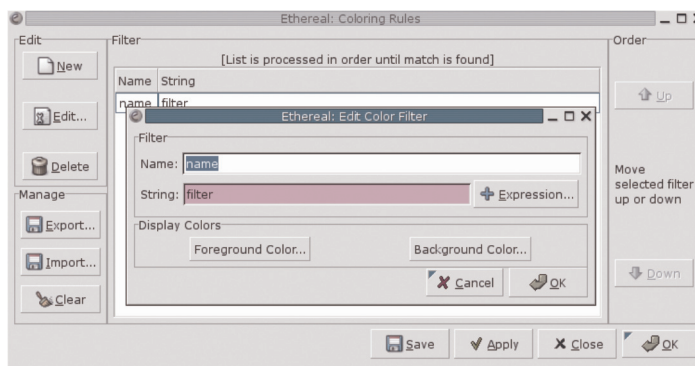 Ethereal: Coloring Rules
Edit
New
Edit...
Delete
Manage
Export...
Import...
Clear
Filter
[List is processed in order until match is found]
Name String
name filter
Ethereal: Edit Color Filter
Filter
Name: name
String: filter
Expression...
Display Colors
Foreground Color...
Background Color...
Cancel
OK
Order
Up
Move
selected filter
up or down
Down
Save
Apply
Close
OK